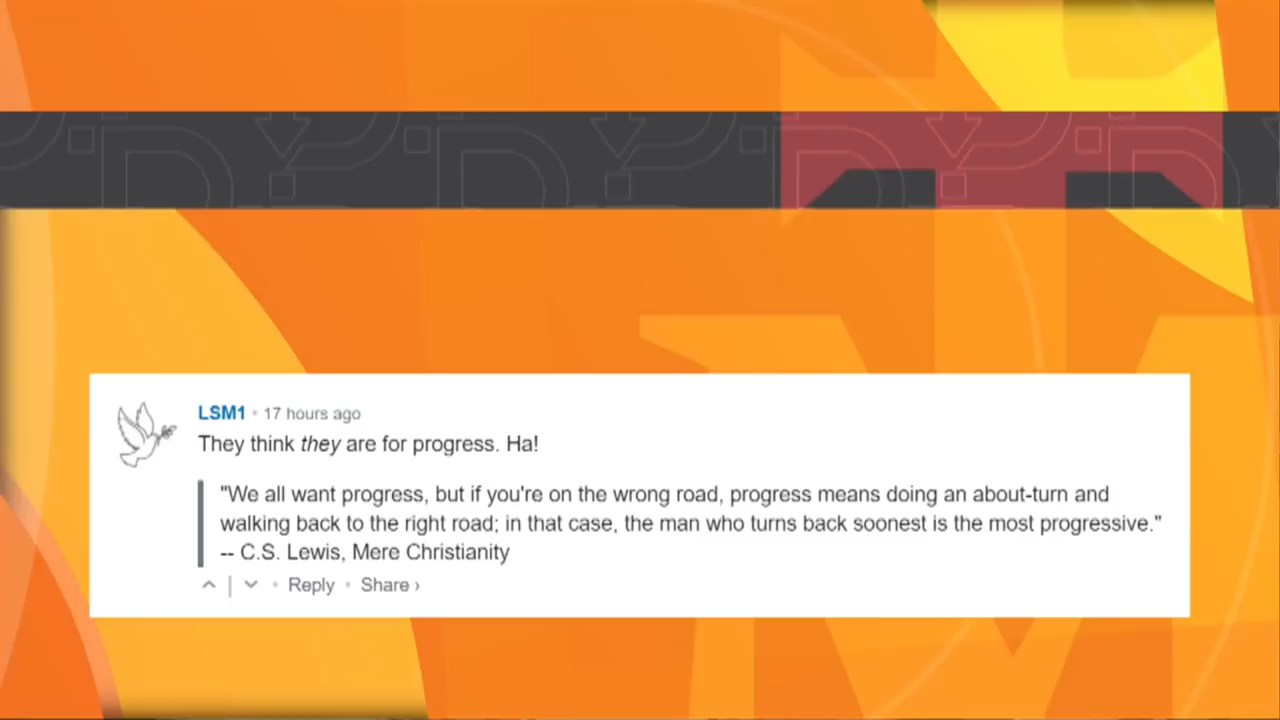 LSM1 • 17 hours ago
They think they are for progress. Ha!
"We all want progress, but if you're on the wrong road, progress means doing an about-turn and
walking back to the right road; in that case, the man who turns back soonest is the most progressive."
-- C.S. Lewis, Mere Christianity
Reply • Share ›